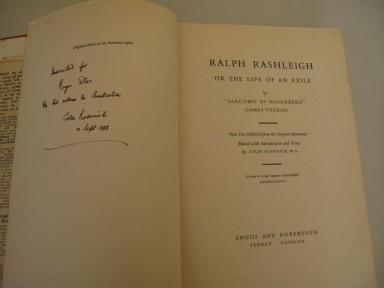 Inscribed for
Roger
On his return to Australia
Colin Roderick
Sept
RALPH RASHLEIGH
OR THE LIFE OF AN EXILE
by
"GIACOMO DI ROSENBERG"
(JAMES TUCKER)
Now First Published from the Original Manuscript
Edited with Introduction and Notes
by COLIN RODERICK, M.A.
ANGUS AND ROBERTSON
SYDNEY · LONDON